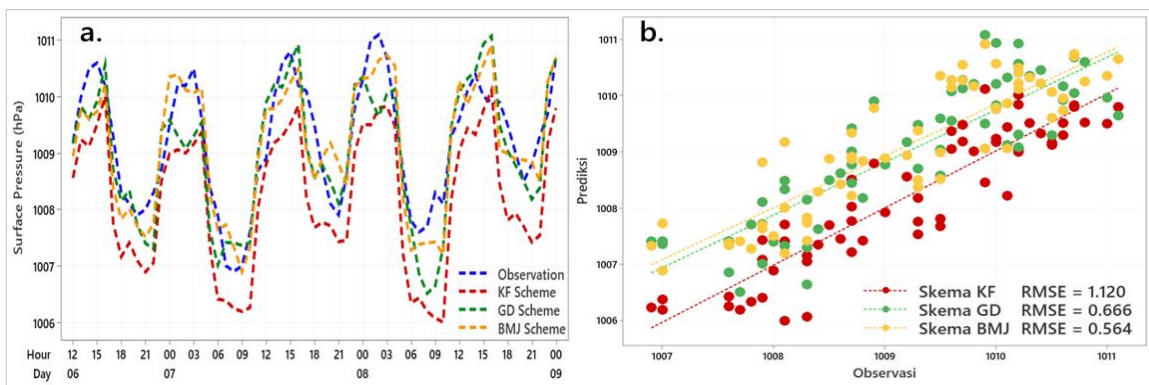 a.
Surface Pressure (hPa)
1011
1010
1009
1008
1007
1006
Observation
KF Scheme
GD Scheme
BMJ Scheme
Hour 12 15 18 21 00 03 06 09 12 15 18 21 00 03 06 09 12 15 18 21 00
Day 06 07 08 09
b.
Prediksi
1011
1010
1009
1008
1007
1006
Skema KF RMSE = 1.120
Skema GD RMSE = 0.666
Skema BMJ RMSE = 0.564
1007 1008 1009 1010 1011
Observasi